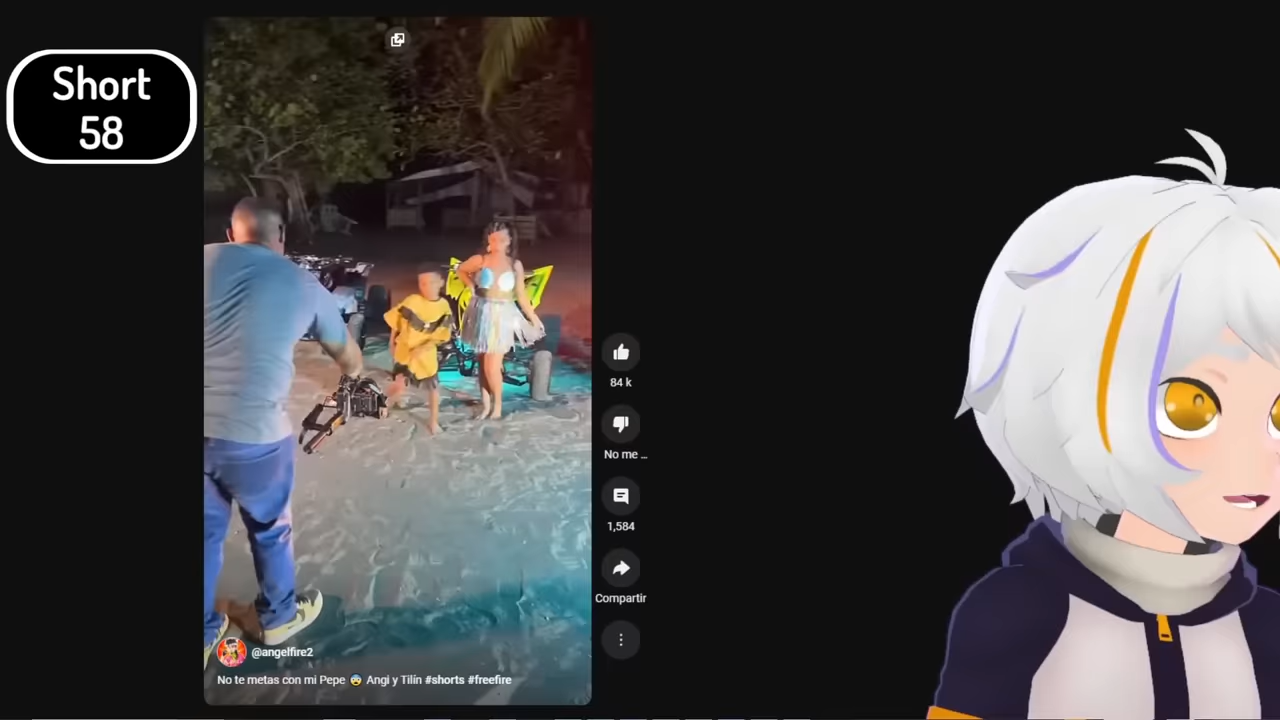 Short
58
84 k
No me ...
1,584
Compartir
@angelfire2
No te metas con mi Pepe 😨 Angi y Tilín #shorts #freefire